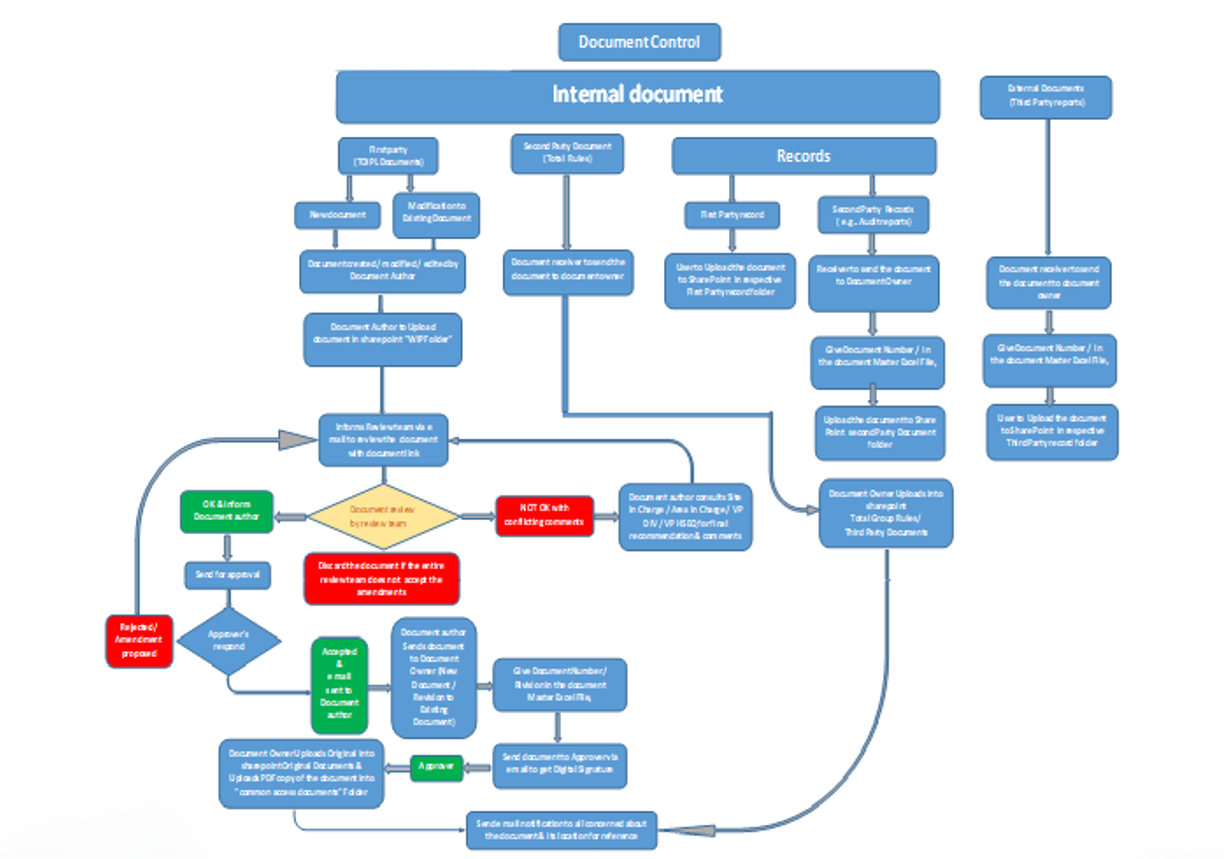 Document Control
Internal document
External Documents
(Third Party reports)
First party
(TOIPL Documents)
Second Party Document
(Total Rules)
Records
New document
Modification to
Existing Document
First Party record
Second Party Records
( e.g., Audit reports)
Document created / modified / edited by
Document Author
Document receiver to send the
document to document owner
User to Upload the document
to SharePoint in respective
First Party record folder
Receiver to send the document
to Document Owner
Document receiver to send
the document to document
owner
Document Author to Upload
document in sharepoint "WIP Folder"
Give Document Number / in
the document Master Excel File,
Give Document Number / in
the document Master Excel File,
Upload the document to Share
Point second Party Document
folder
User to Upload the document
to SharePoint in respective
Third Party record folder
Informs Review team via e
mail to review the document
with document link
OK & inform
Document author
Document review
by review team
NOT OK with
conflicting comments
Document author consults Site
In Charge / Area In Charge / VP
DIV / VP HSEQ for final
recommendation & comments
Document Owner Uploads into
sharepoint
Total Group Rules/
Third Party Documents
Send for approval
Discard the document if the entire
review team does not accept the
amendments
Rejected/
Amendment
proposed
Approver's
respond
Accepted
&
e mail
sent to
Document
author
Document author
Sends document
to Document
Owner (New
Document /
Revision to
Existing
Document)
Give Document Number /
Revision in the document
Master Excel File,
Document Owner Uploads Original into
sharepoint Original Documents &
Uploads PDF copy of the document into
"common access documents" Folder
Approver
Send document to Approver via
e mail to get Digital Signature
Send e mail notification to all concerned about
the document & its location for reference